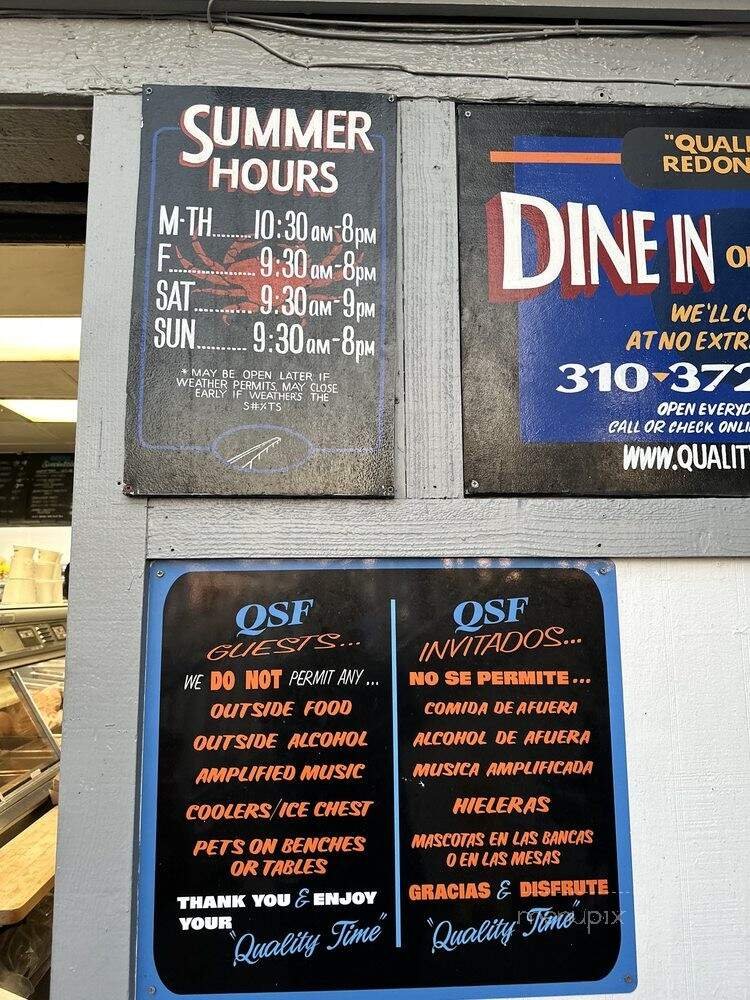 SUMMER
HOURS
M-TH........10:30 am-8pm
F..............9:30 am-8pm
SAT..........9:30 am-9pm
SUN.........9:30 am-8pm
* MAY BE OPEN LATER IF
WEATHER PERMITS. MAY CLOSE
EARLY IF WEATHER'S THE
S#%TS
"QUALI
REDON
DINE IN
WE'LL
AT NO EXTR
310-372
OPEN EVERYD
CALL OR CHECK ONLI
WWW.QUALITY
QSF
GUESTS...
WE DO NOT PERMIT ANY...
OUTSIDE FOOD
OUTSIDE ALCOHOL
AMPLIFIED MUSIC
COOLERS/ICE CHEST
PETS ON BENCHES
OR TABLES
THANK YOU & ENJOY
YOUR
"Quality Time"
QSF
INVITADOS...
NO SE PERMITE...
COMIDA DE AFUERA
ALCOHOL DE AFUERA
MUSICA AMPLIFICADA
HIELERAS
MASCOTAS EN LAS BANCAS
O EN LAS MESAS
GRACIAS & DISFRUTE
"Quality Time"
menupix